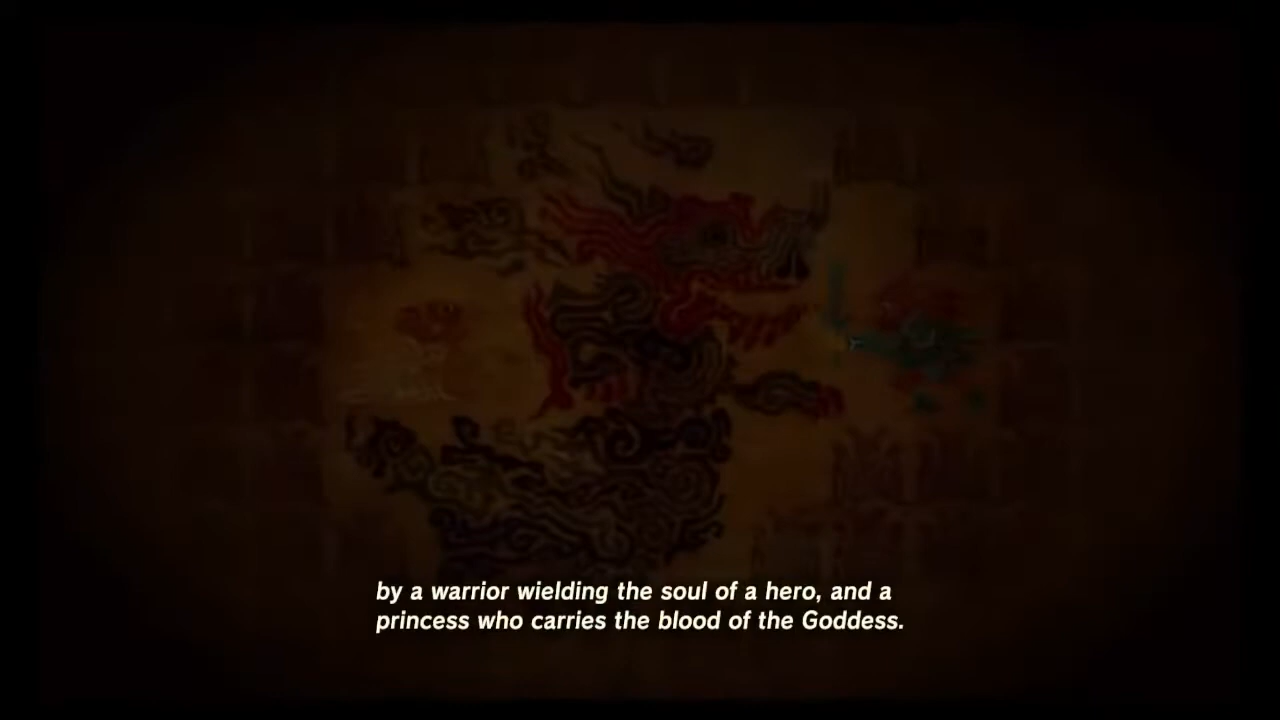 by a warrior wielding the soul of a hero, and a
princess who carries the blood of the Goddess.